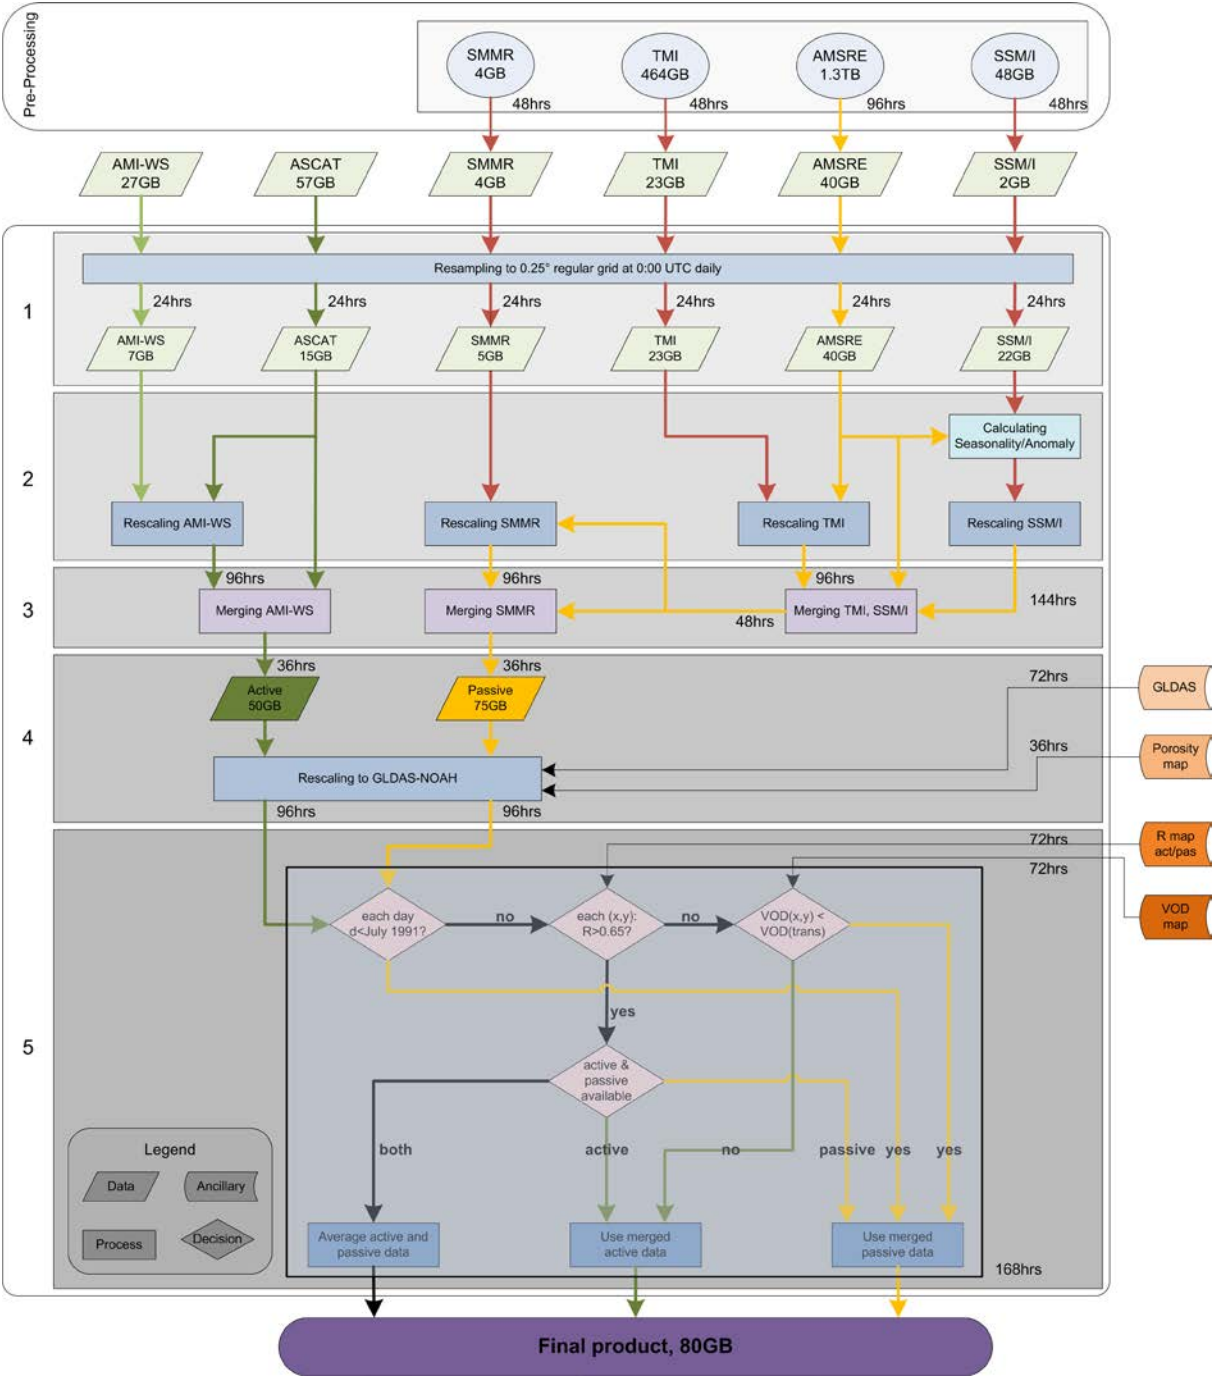 Pre-Processing
SMMR
4GB
TMI
464GB
AMSRE
1.3TB
SSM/I
48GB
48hrs
48hrs
96hrs
48hrs
AMI-WS
27GB
ASCAT
57GB
SMMR
4GB
TMI
23GB
AMSRE
40GB
SSM/I
2GB
1
Resampling to 0.25° regular grid at 0:00 UTC daily
24hrs
24hrs
24hrs
24hrs
24hrs
24hrs
AMI-WS
7GB
ASCAT
15GB
SMMR
5GB
TMI
23GB
AMSRE
40GB
SSM/I
22GB
2
Calculating
Seasonality/Anomaly
Rescaling AMI-WS
Rescaling SMMR
Rescaling TMI
Rescaling SSM/I
3
96hrs
96hrs
96hrs
144hrs
Merging AMI-WS
Merging SMMR
48hrs
Merging TMI, SSM/I
4
36hrs
36hrs
72hrs
GLDAS
Active
50GB
Passive
75GB
36hrs
Porosity
map
Rescaling to GLDAS-NOAH
96hrs
96hrs
5
72hrs
R map
act/pas
72hrs
VOD
map
each day
d<July 1991?
no
each (x,y):
R>0.65?
no
VOD(x,y) <
VOD(trans)
yes
active &
passive
available
both
active
no
passive
yes
yes
Legend
Data
Ancillary
Process
Decision
Average active and
passive data
Use merged
active data
Use merged
passive data
168hrs
Final product, 80GB